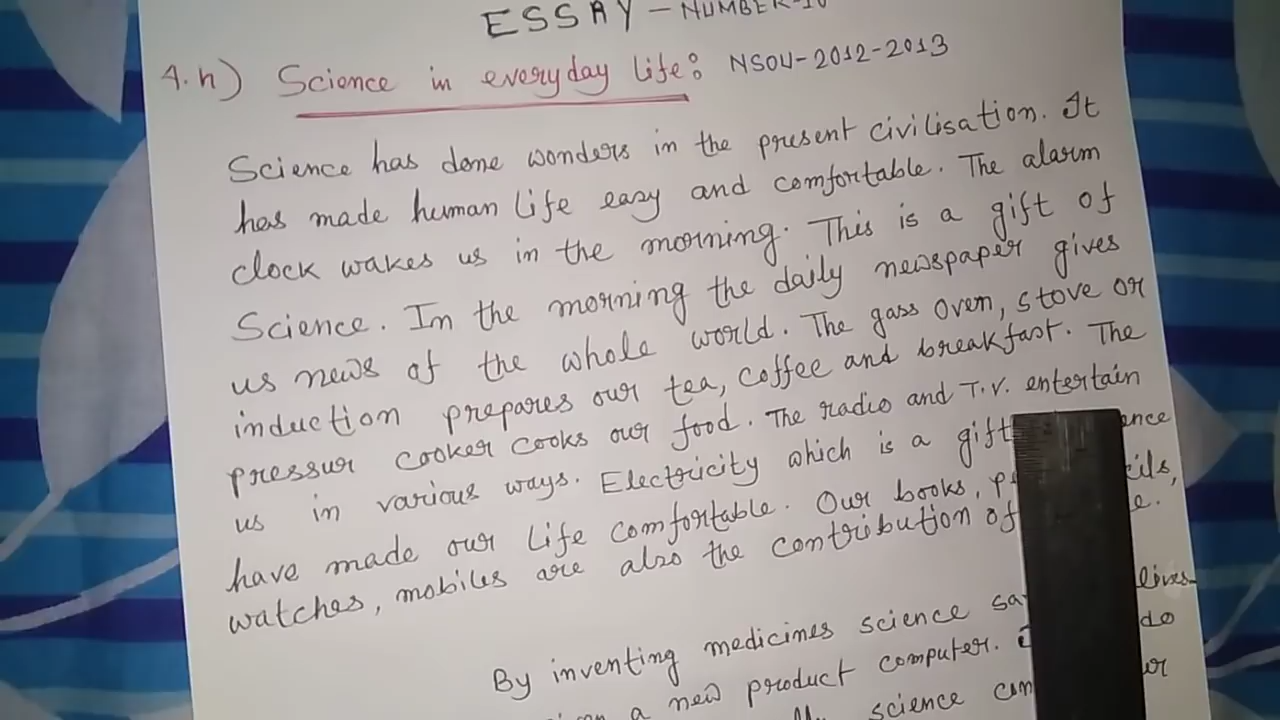 ESSAY - NUMBER-10
4.h) Science in everyday life: NSOU-2012-2013
Science has done wonders in the present civilisation. It
has made human life easy and comfortable. The alarm
clock wakes us in the morning. This is a gift of
Science. In the morning the daily newspaper gives
us news of the whole world. The gass oven, stove or
induction prepares our tea, coffee and breakfast. The
pressur cooker cooks our food. The radio and T.V. entertain
us in various ways. Electricity which is a gift
have made our life comfortable. Our books,
watches, mobiles are also the contribution of
By inventing medicines science lives
a new product computer. do
science